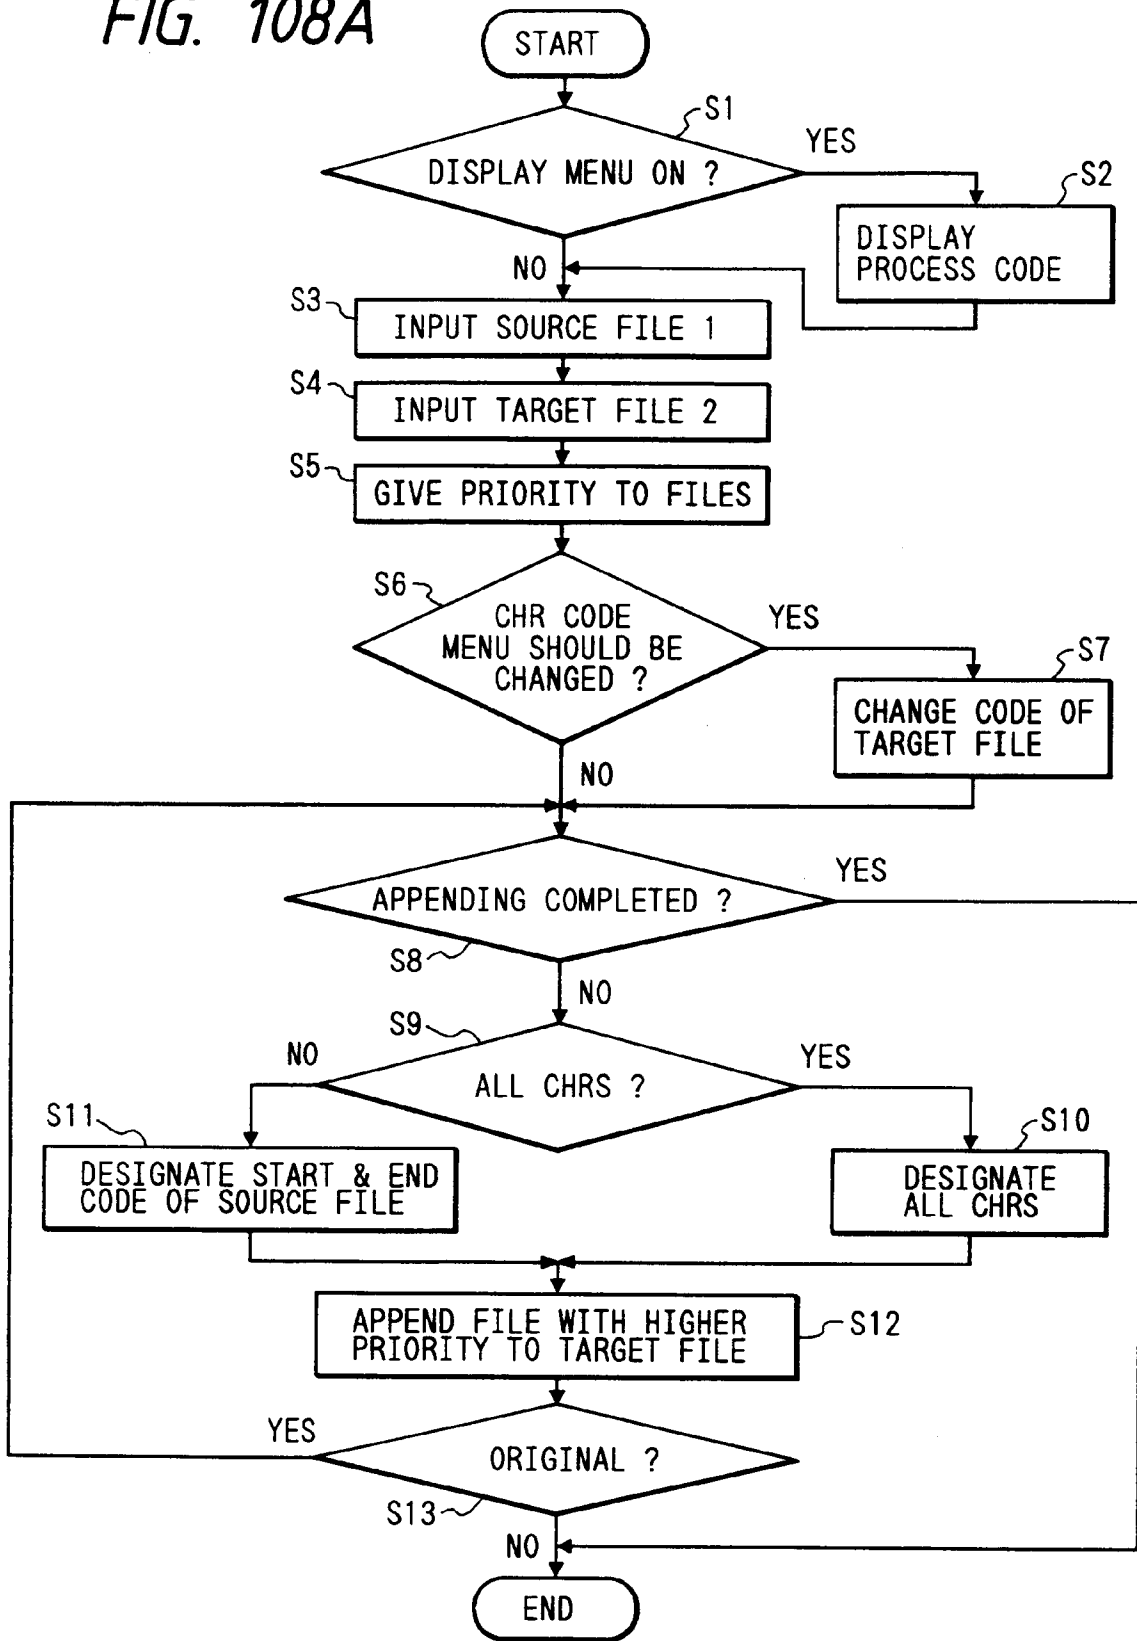 FIG. 108A
START
S1
DISPLAY MENU ON ?
YES
S2
DISPLAY
PROCESS CODE
NO
S3
INPUT SOURCE FILE 1
S4
INPUT TARGET FILE 2
S5
GIVE PRIORITY TO FILES
S6
CHR CODE
MENU SHOULD BE
CHANGED ?
YES
S7
CHANGE CODE OF
TARGET FILE
NO
APPENDING COMPLETED ?
YES
S8
NO
S9
NO
ALL CHRS ?
YES
S11
DESIGNATE START & END
CODE OF SOURCE FILE
S10
DESIGNATE
ALL CHRS
APPEND FILE WITH HIGHER
PRIORITY TO TARGET FILE
S12
YES
ORIGINAL ?
S13
NO
END